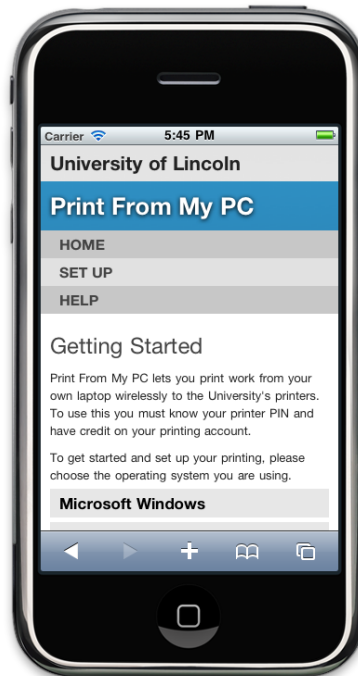 Carrier 5:45 PM
University of Lincoln
Print From My PC
HOME
SET UP
HELP
Getting Started
Print From My PC lets you print work from your
own laptop wirelessly to the University's printers.
To use this you must know your printer PIN and
have credit on your printing account.
To get started and set up your printing, please
choose the operating system you are using.
Microsoft Windows